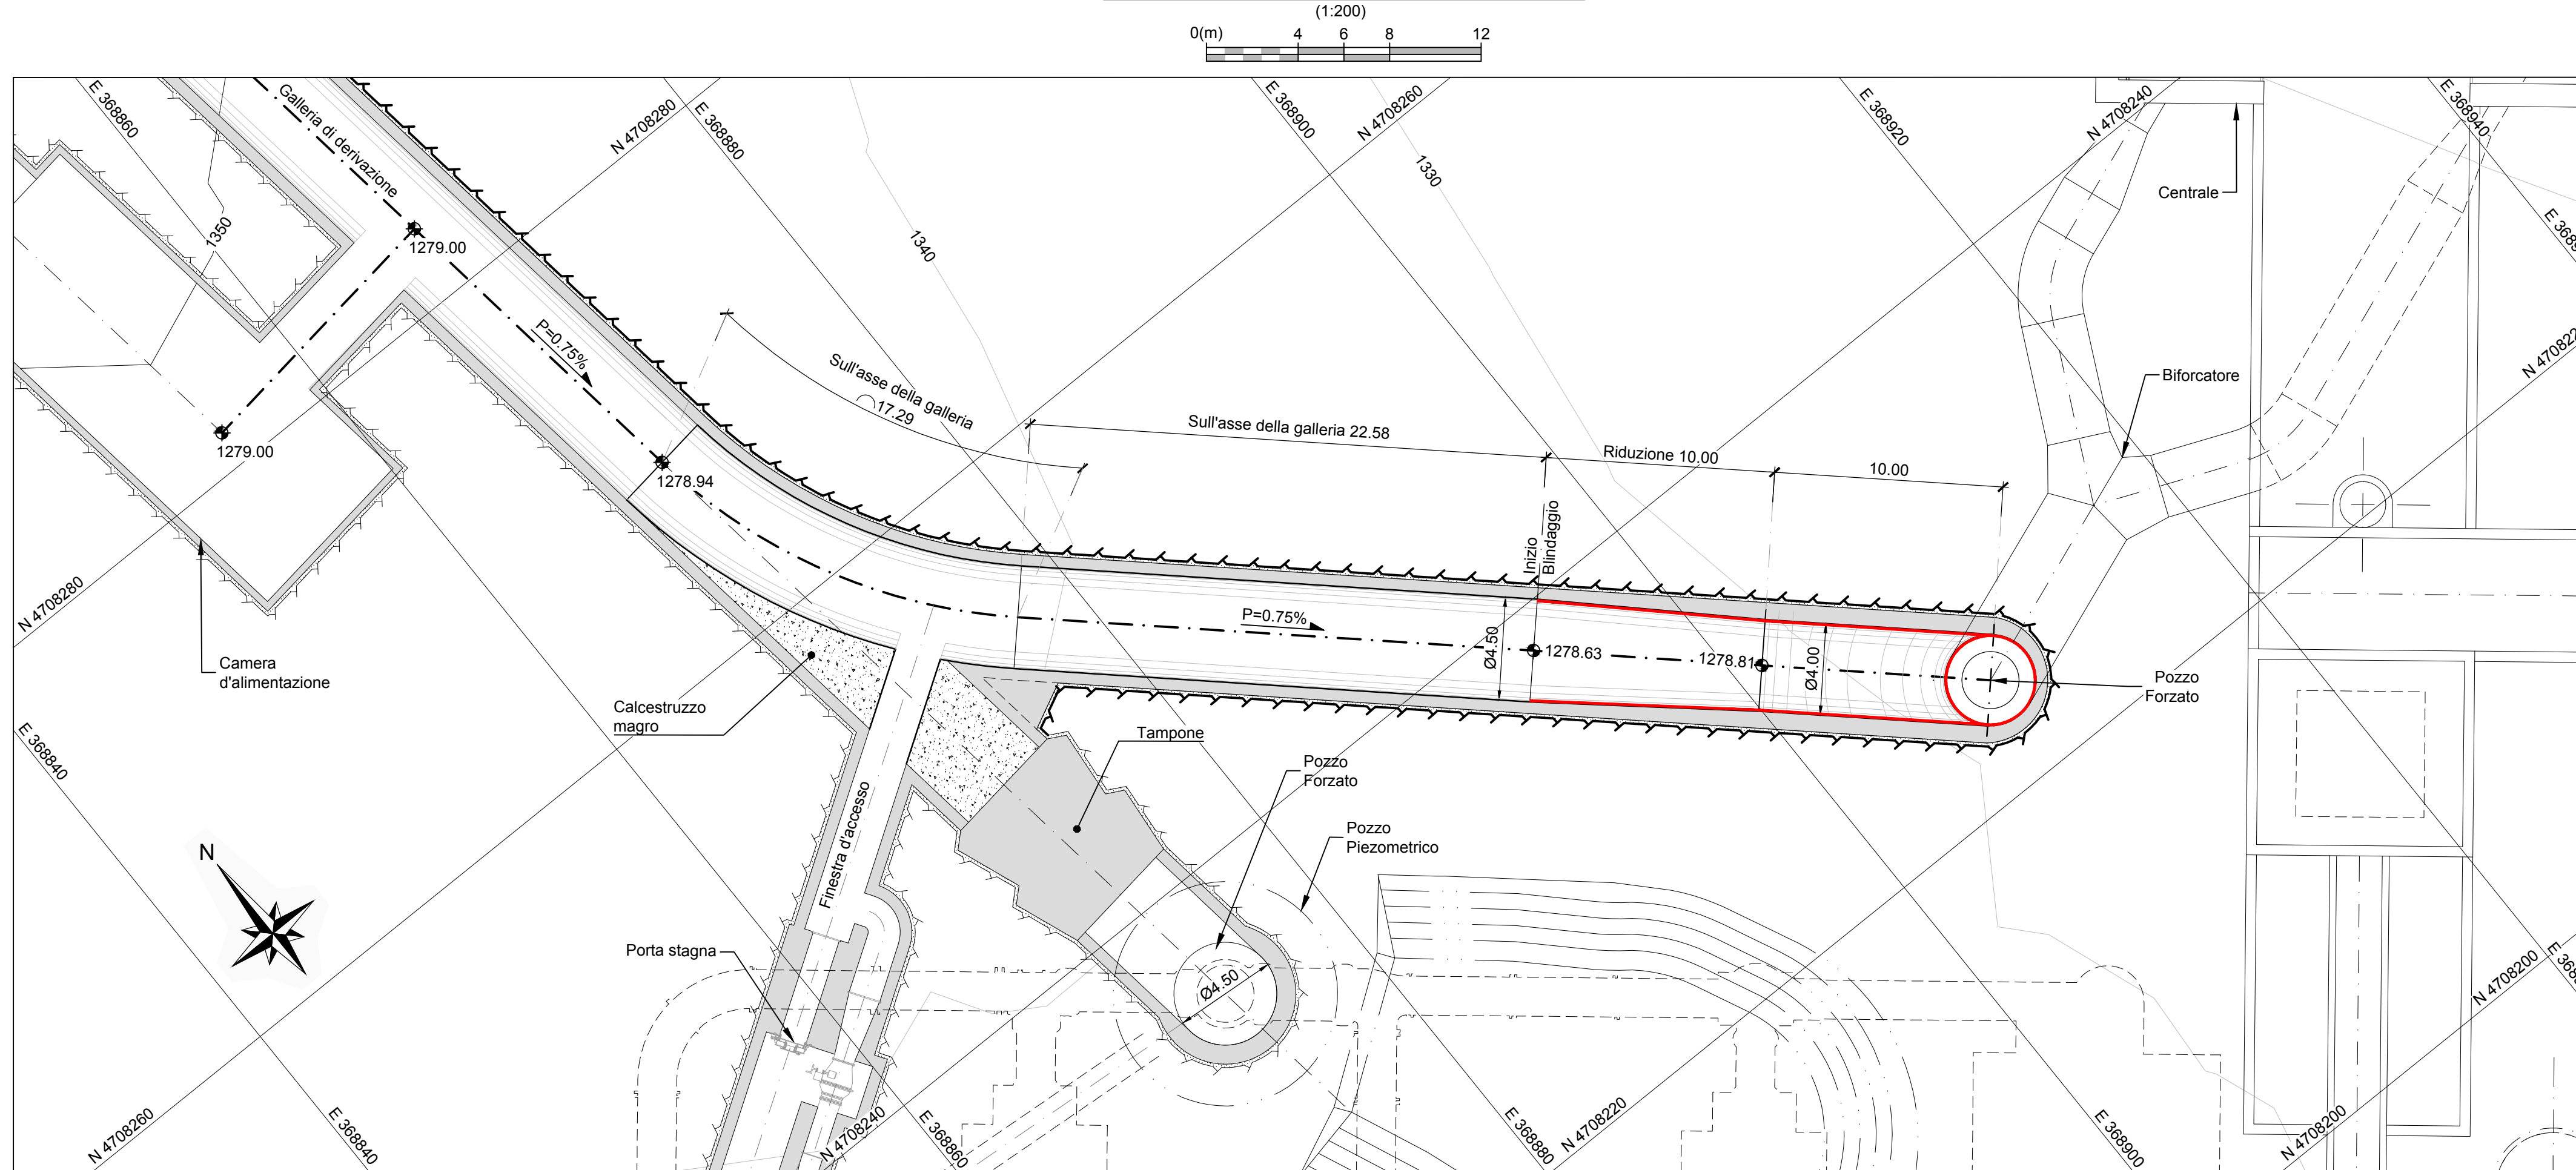 (1:200)
0(m) 4 6 8 12
E 368860
N 4708280
E 368880
E 368900
N 4708260
E 368920
N 4708240
E 368940
Galleria di derivazione
1330
Centrale
1350
1279.00
1340
N 470822
P=0.75%
Sull'asse della galleria
17.29
Sull'asse della galleria 22.58
Riduzione 10.00
10.00
Biforcatore
1279.00
1278.94
Inizio
Blindaggio
N 4708280
P=0.75%
Ø4.50
1278.63
1278.81
Ø4.00
Camera
d'alimentazione
Pozzo
Forzato
Calcestruzzo
magro
Tampone
E 368840
Pozzo
Forzato
Finestra d'accesso
Pozzo
Piezometrico
N
Porta stagna
Ø4.50
N 4708200
N 4708260
E 368840
N 4708240
E 368860
E 368880
N 4708220
E 368900
N 4708200